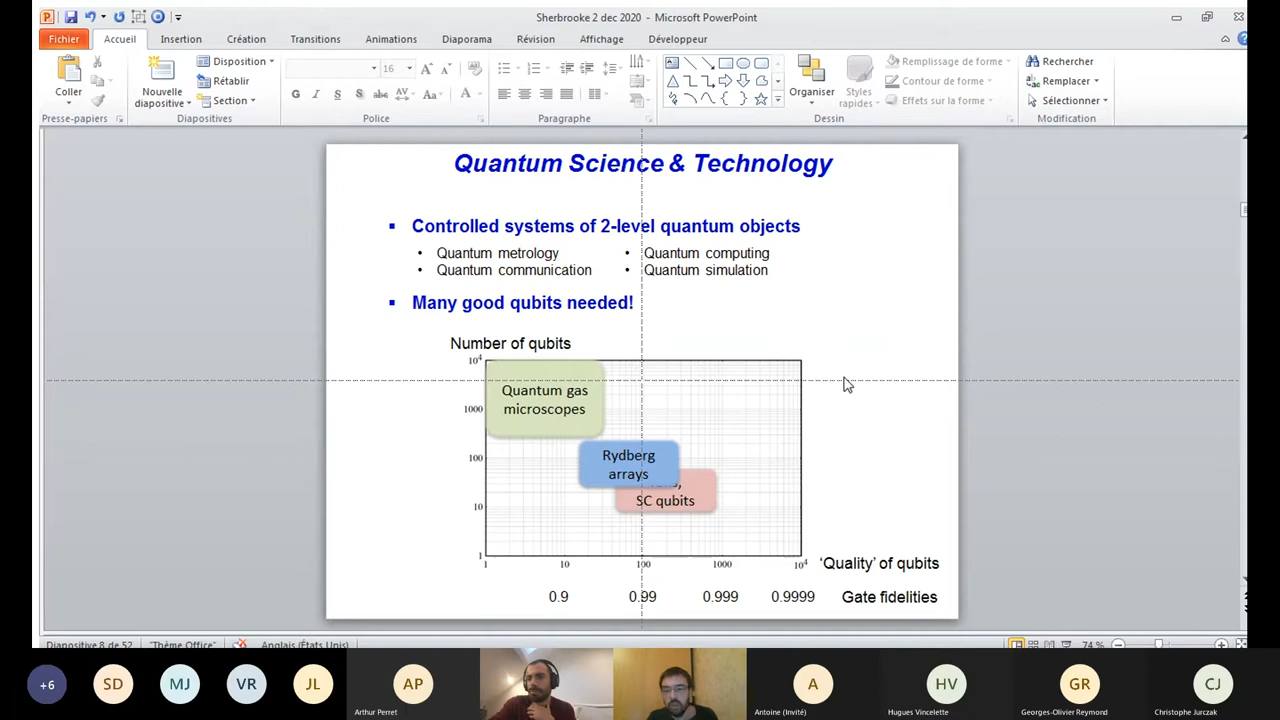 Sherbrooke 2 dec 2020 - Microsoft PowerPoint
Fichier Accueil Insertion Création Transitions Animations Diaporama Révision Affichage Développeur
Coller
Presse-papiers
Nouvelle diapositive
Disposition
Rétablir
Section
Diapositives
16
G I S S abc AV Aa A
Police
Paragraphe
Organiser
Styles rapides
Remplissage de forme
Contour de forme
Effets sur la forme
Dessin
Rechercher
Remplacer
Sélectionner
Modification
Quantum Science & Technology
Controlled systems of 2-level quantum objects
• Quantum metrology • Quantum computing
• Quantum communication • Quantum simulation
Many good qubits needed!
Number of qubits
10⁴
Quantum gas
microscopes
1000
Rydberg
arrays
100
SC qubits
10
1
1 10 100 1000 10⁴ ‘Quality’ of qubits
0.9 0.99 0.999 0.9999 Gate fidelities
Diapositive 8 de 52 "Thème Office" Anglais (États Unis) 74 %
+6 SD MJ VR JL AP A HV GR CJ
Arthur Perret Antoine (Invité) Hugues Vincelette Georges-Olivier Reymond Christophe Jurczak